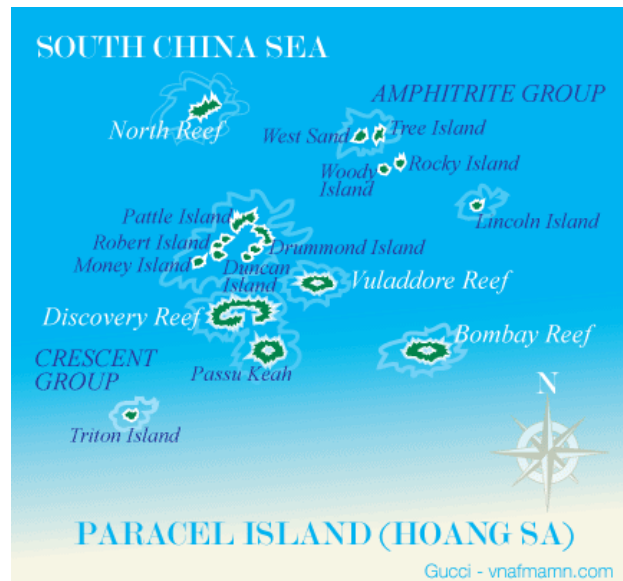 SOUTH CHINA SEA
AMPHITRITE GROUP
North Reef
West Sand
Tree Island
Woody
Island
Rocky Island
Lincoln Island
Pattle Island
Robert Island
Drummond Island
Money Island
Duncan
Island
Vuladdore Reef
Discovery Reef
Bombay Reef
CRESCENT
GROUP
Passu Keah
Triton Island
N
PARACEL ISLAND (HOANG SA)
Gucci - vnafmamn.com